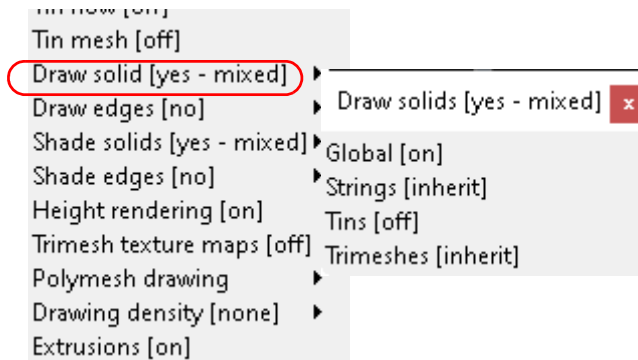 Tin mesh [off]
Draw solid [yes - mixed]
Draw edges [no]
Shade solids [yes - mixed]
Shade edges [no]
Height rendering [on]
Trimesh texture maps [off]
Polymesh drawing
Drawing density [none]
Extrusions [on]
Draw solids [yes - mixed] x
Global [on]
Strings [inherit]
Tins [off]
Trimeshes [inherit]